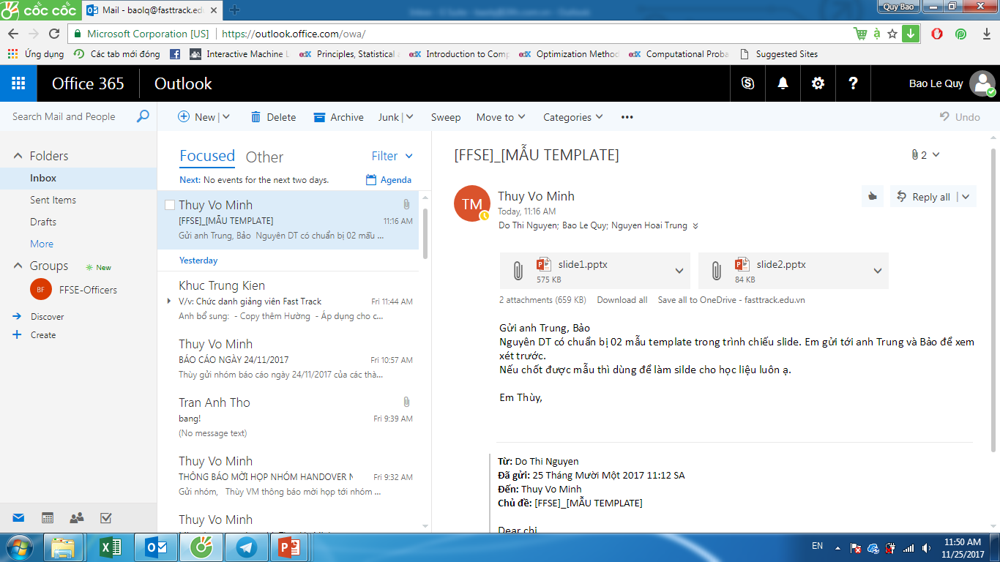 cốc cốc
Mail - baolq@fasttrack.ed
Quy Bao
Microsoft Corporation [US]
https://outlook.office.com/owa/
Ứng dụng
Các tab mới đóng
Interactive Machine L
edX Principles, Statistical a
edX Introduction to Comp
edX Optimization Method
edX Computational Proba
Suggested Sites
Office 365
Outlook
Bao Le Quy
Search Mail and People
New
Delete
Archive
Junk
Sweep
Move to
Categories
Undo
Folders
Inbox
Sent Items
Drafts
More
Groups
New
BF
FFSE-Officers
Discover
Create
Focused
Other
Filter
Next: No events for the next two days.
Agenda
Thuy Vo Minh
[FFSE]_[MẪU TEMPLATE]
11:16 AM
Gửi anh Trung, Bảo Nguyên DT có chuẩn bị 02 mẫu ...
Yesterday
Khuc Trung Kien
V/v: Chức danh giảng viên Fast Track
Fri 11:44 AM
Anh bổ sung: - Copy thêm Hường - Áp dụng cho c...
Thuy Vo Minh
BÁO CÁO NGÀY 24/11/2017
Fri 10:57 AM
Thùy gửi nhóm báo cáo ngày 24/11/2017 của các thà...
Tran Anh Tho
bang!
Fri 9:39 AM
(No message text)
Thuy Vo Minh
THÔNG BÁO MỜI HỌP NHÓM HANDOVER N
Fri 9:32 AM
Gửi nhóm, Thùy VM thông báo mời họp tới nhóm ...
Thuy Vo Minh
[FFSE]_[MẪU TEMPLATE]
2
TM
Thuy Vo Minh
Today, 11:16 AM
Do Thi Nguyen; Bao Le Quy; Nguyen Hoai Trung
Reply all
slide1.pptx
575 KB
slide2.pptx
84 KB
2 attachments (659 KB)
Download all
Save all to OneDrive - fasttrack.edu.vn
Gửi anh Trung, Bảo
Nguyên DT có chuẩn bị 02 mẫu template trong trình chiếu slide. Em gửi tới anh Trung và Bảo để xem
xét trước.
Nếu chốt được mẫu thì dùng để làm silde cho học liệu luôn ạ.
Em Thùy,
Từ: Do Thi Nguyen
Đã gửi: 25 Tháng Mười Một 2017 11:12 SA
Đến: Thuy Vo Minh
Chủ đề: [FFSE]_[MẪU TEMPLATE]
Dear chị
EN
11:50 AM
11/25/2017